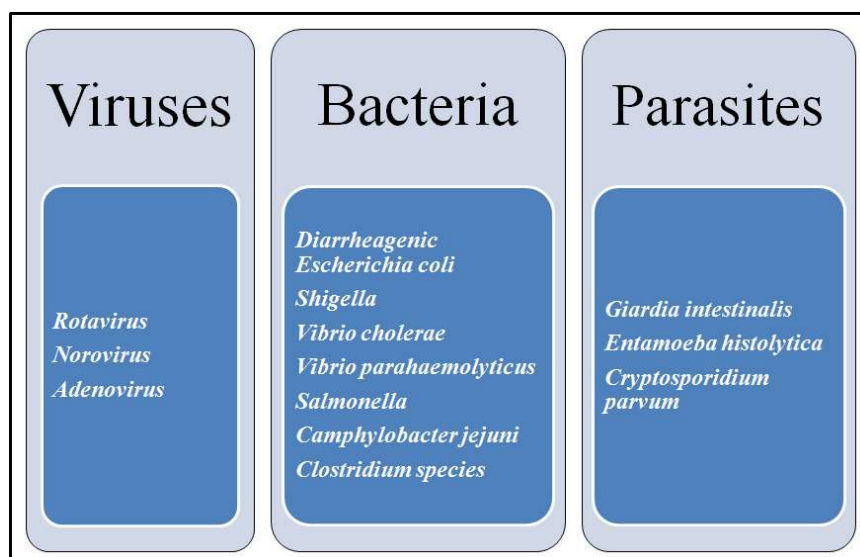 Viruses
Rotavirus
Norovirus
Adenovirus
Bacteria
Diarrheagenic
Escherichia coli
Shigella
Vibrio cholerae
Vibrio parahaemolyticus
Salmonella
Camphylobacter jejuni
Clostridium species
Parasites
Giardia intestinalis
Entamoeba histolytica
Cryptosporidium
parvum